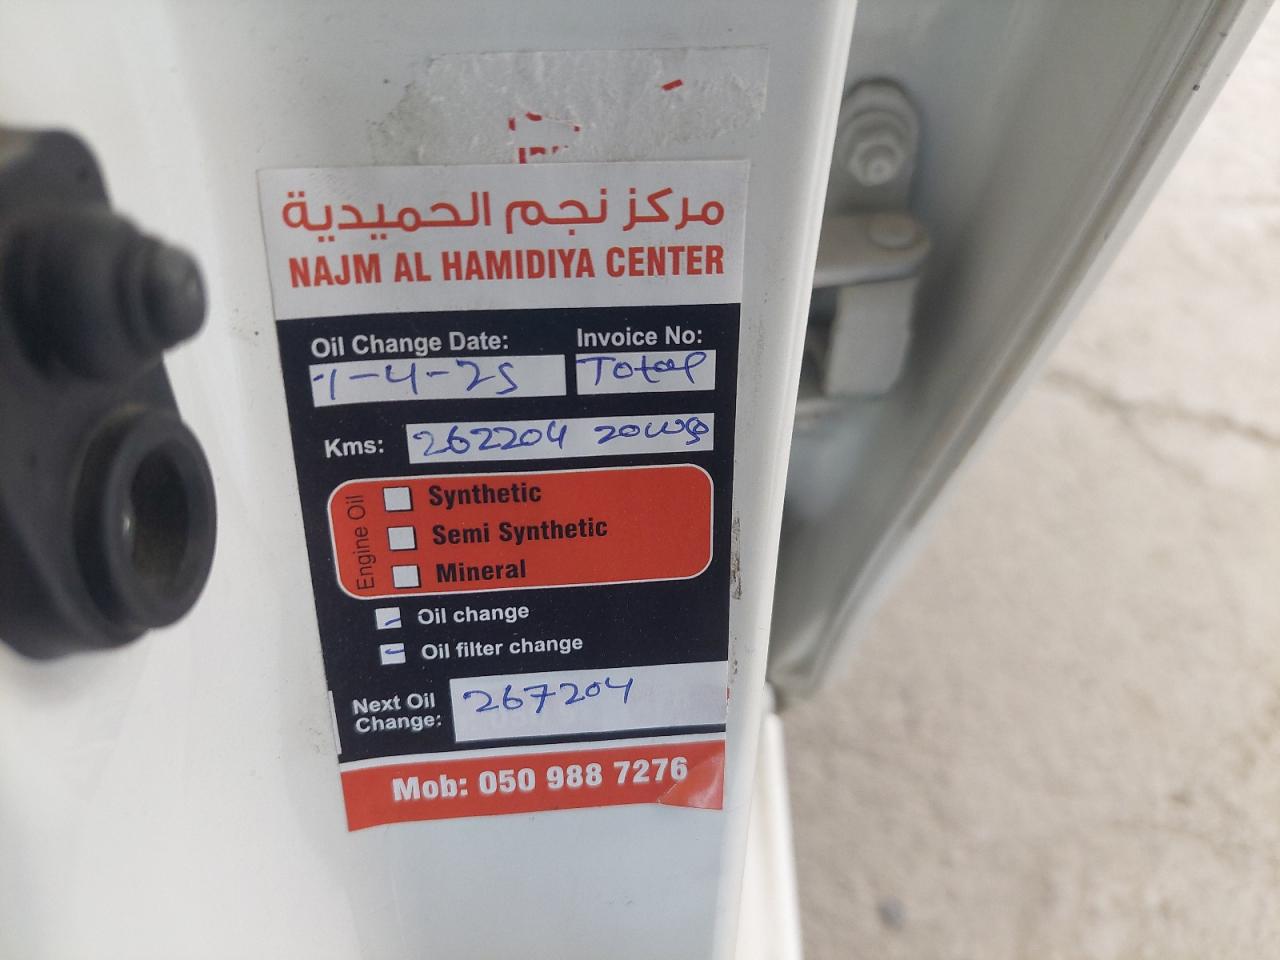 مركز نجم الحميدية
NAJM AL HAMIDIYA CENTER
Oil Change Date: Invoice No:
1-4-25 Total
Kms: 262204
Engine Oil
Synthetic
Semi Synthetic
Mineral
Oil change
Oil filter change
Next Oil
Change: 267204
Mob: 050 988 7276